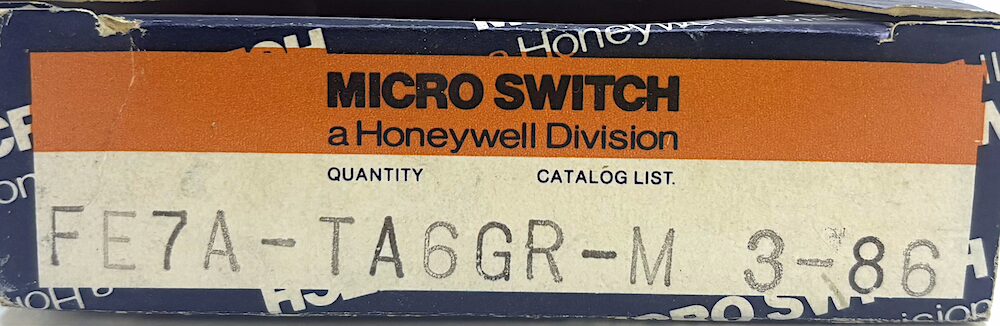 a Honeywell
MICRO SWITCH
a Honeywell Division
QUANTITY CATALOG LIST.
FE7A-TA6GR-M 3-86